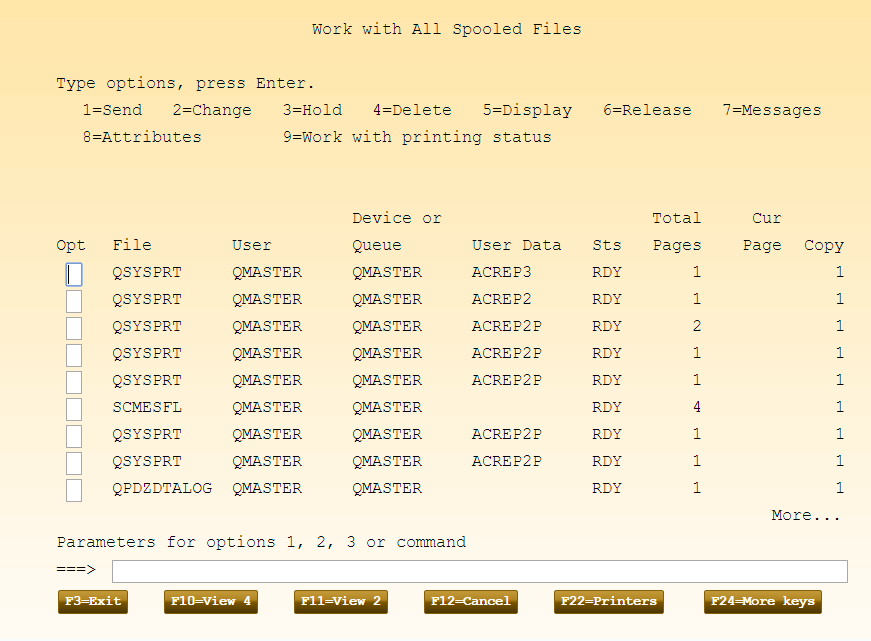 Work with All Spooled Files
Type options, press Enter.
1=Send 2=Change 3=Hold 4=Delete 5=Display 6=Release 7=Messages
8=Attributes 9=Work with printing status
Device or Total Cur
Opt File User Queue User Data Sts Pages Page Copy
QSYSPRT QMASTER QMASTER ACREP3 RDY 1 1
QSYSPRT QMASTER QMASTER ACREP2 RDY 1 1
QSYSPRT QMASTER QMASTER ACREP2P RDY 2 1
QSYSPRT QMASTER QMASTER ACREP2P RDY 1 1
QSYSPRT QMASTER QMASTER ACREP2P RDY 1 1
SCMESFL QMASTER QMASTER RDY 4 1
QSYSPRT QMASTER QMASTER ACREP2P RDY 1 1
QSYSPRT QMASTER QMASTER ACREP2P RDY 1 1
QPDZDTALOG QMASTER QMASTER RDY 1 1
More...
Parameters for options 1, 2, 3 or command
===>
F3=Exit F10=View 4 F11=View 2 F12=Cancel F22=Printers F24=More keys